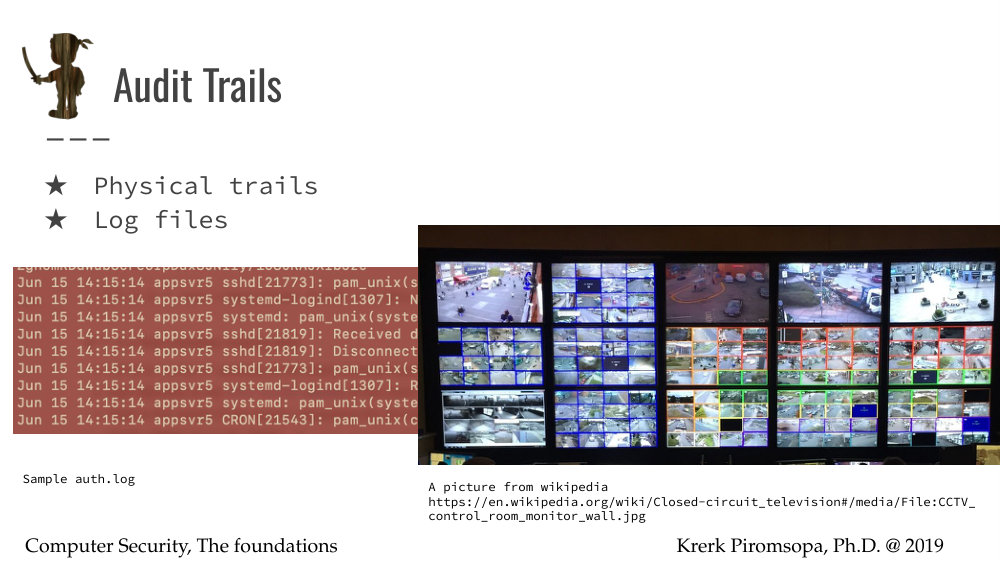 Audit Trails
★ Physical trails
★ Log files
Jun 15 14:15:14 appsvr5 sshd[21773]: pam_unix(s
Jun 15 14:15:14 appsvr5 systemd-logind[1307]: N
Jun 15 14:15:14 appsvr5 systemd: pam_unix(syste
Jun 15 14:15:14 appsvr5 sshd[21819]: Received d
Jun 15 14:15:14 appsvr5 sshd[21819]: Disconnect
Jun 15 14:15:14 appsvr5 sshd[21773]: pam_unix(s
Jun 15 14:15:14 appsvr5 systemd-logind[1307]: R
Jun 15 14:15:14 appsvr5 systemd: pam_unix(syste
Jun 15 14:15:14 appsvr5 CRON[21543]: pam_unix(c
Sample auth.log
A picture from wikipedia
https://en.wikipedia.org/wiki/Closed-circuit_television#/media/File:CCTV_
control_room_monitor_wall.jpg
Computer Security, The foundations
Krerk Piromsopa, Ph.D. @ 2019